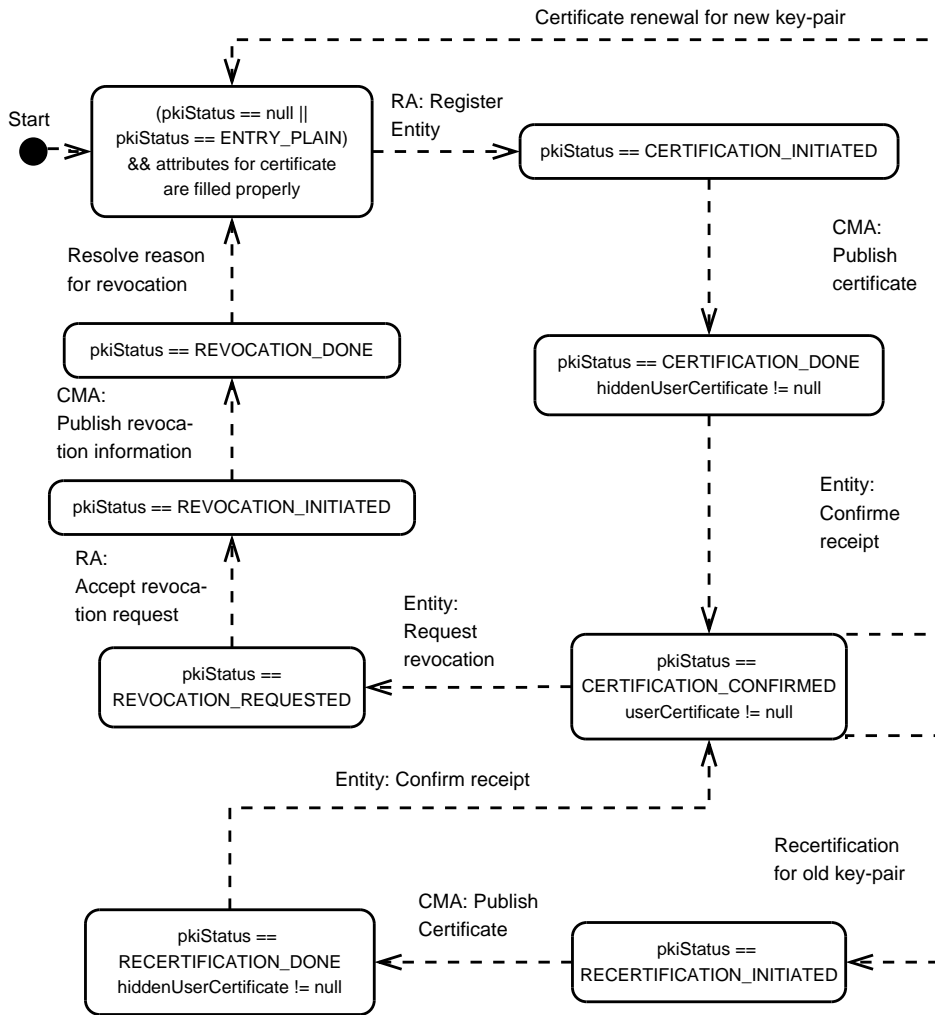 Certificate renewal for new key-pair
Start
(pkiStatus == null ||
pkiStatus == ENTRY_PLAIN)
&& attributes for certificate
are filled properly
RA: Register
Entity
pkiStatus == CERTIFICATION_INITIATED
CMA:
Publish
certificate
Resolve reason
for revocation
pkiStatus == REVOCATION_DONE
pkiStatus == CERTIFICATION_DONE
hiddenUserCertificate != null
CMA:
Publish revoca-
tion information
pkiStatus == REVOCATION_INITIATED
Entity:
Confirme
receipt
RA:
Accept revoca-
tion request
Entity:
Request
revocation
pkiStatus ==
REVOCATION_REQUESTED
pkiStatus ==
CERTIFICATION_CONFIRMED
userCertificate != null
Entity: Confirm receipt
Recertification
for old key-pair
CMA: Publish
Certificate
pkiStatus ==
RECERTIFICATION_DONE
hiddenUserCertificate != null
pkiStatus ==
RECERTIFICATION_INITIATED